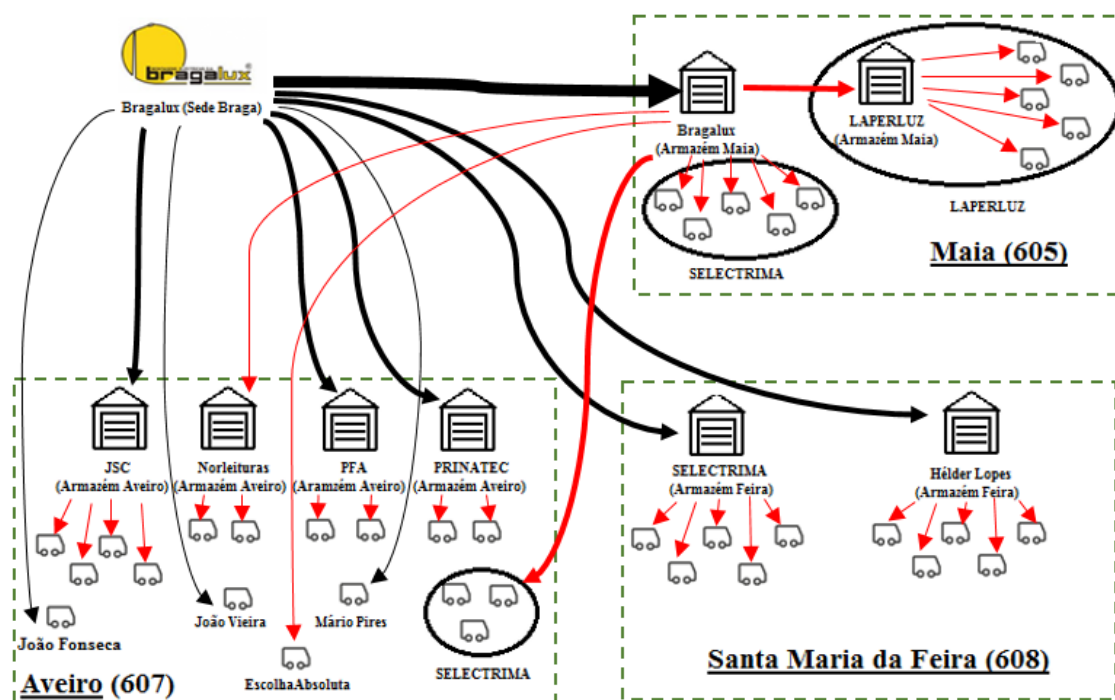 bragalux
Bragalux (Sede Braga)
Bragalux
(Armazém Maia)
LAPERLUZ
(Armazém Maia)
LAPERLUZ
SELECTRIMA
Maia (605)
JSC
(Armazém Aveiro)
Norleituras
(Armazém Aveiro)
PFA
(Aramzém Aveiro)
PRINATEC
(Armazém Aveiro)
João Fonseca
João Vieira
EscolhaAbsoluta
Mário Pires
SELECTRIMA
Aveiro (607)
SELECTRIMA
(Armazém Feira)
Hélder Lopes
(Armazém Feira)
Santa Maria da Feira (608)